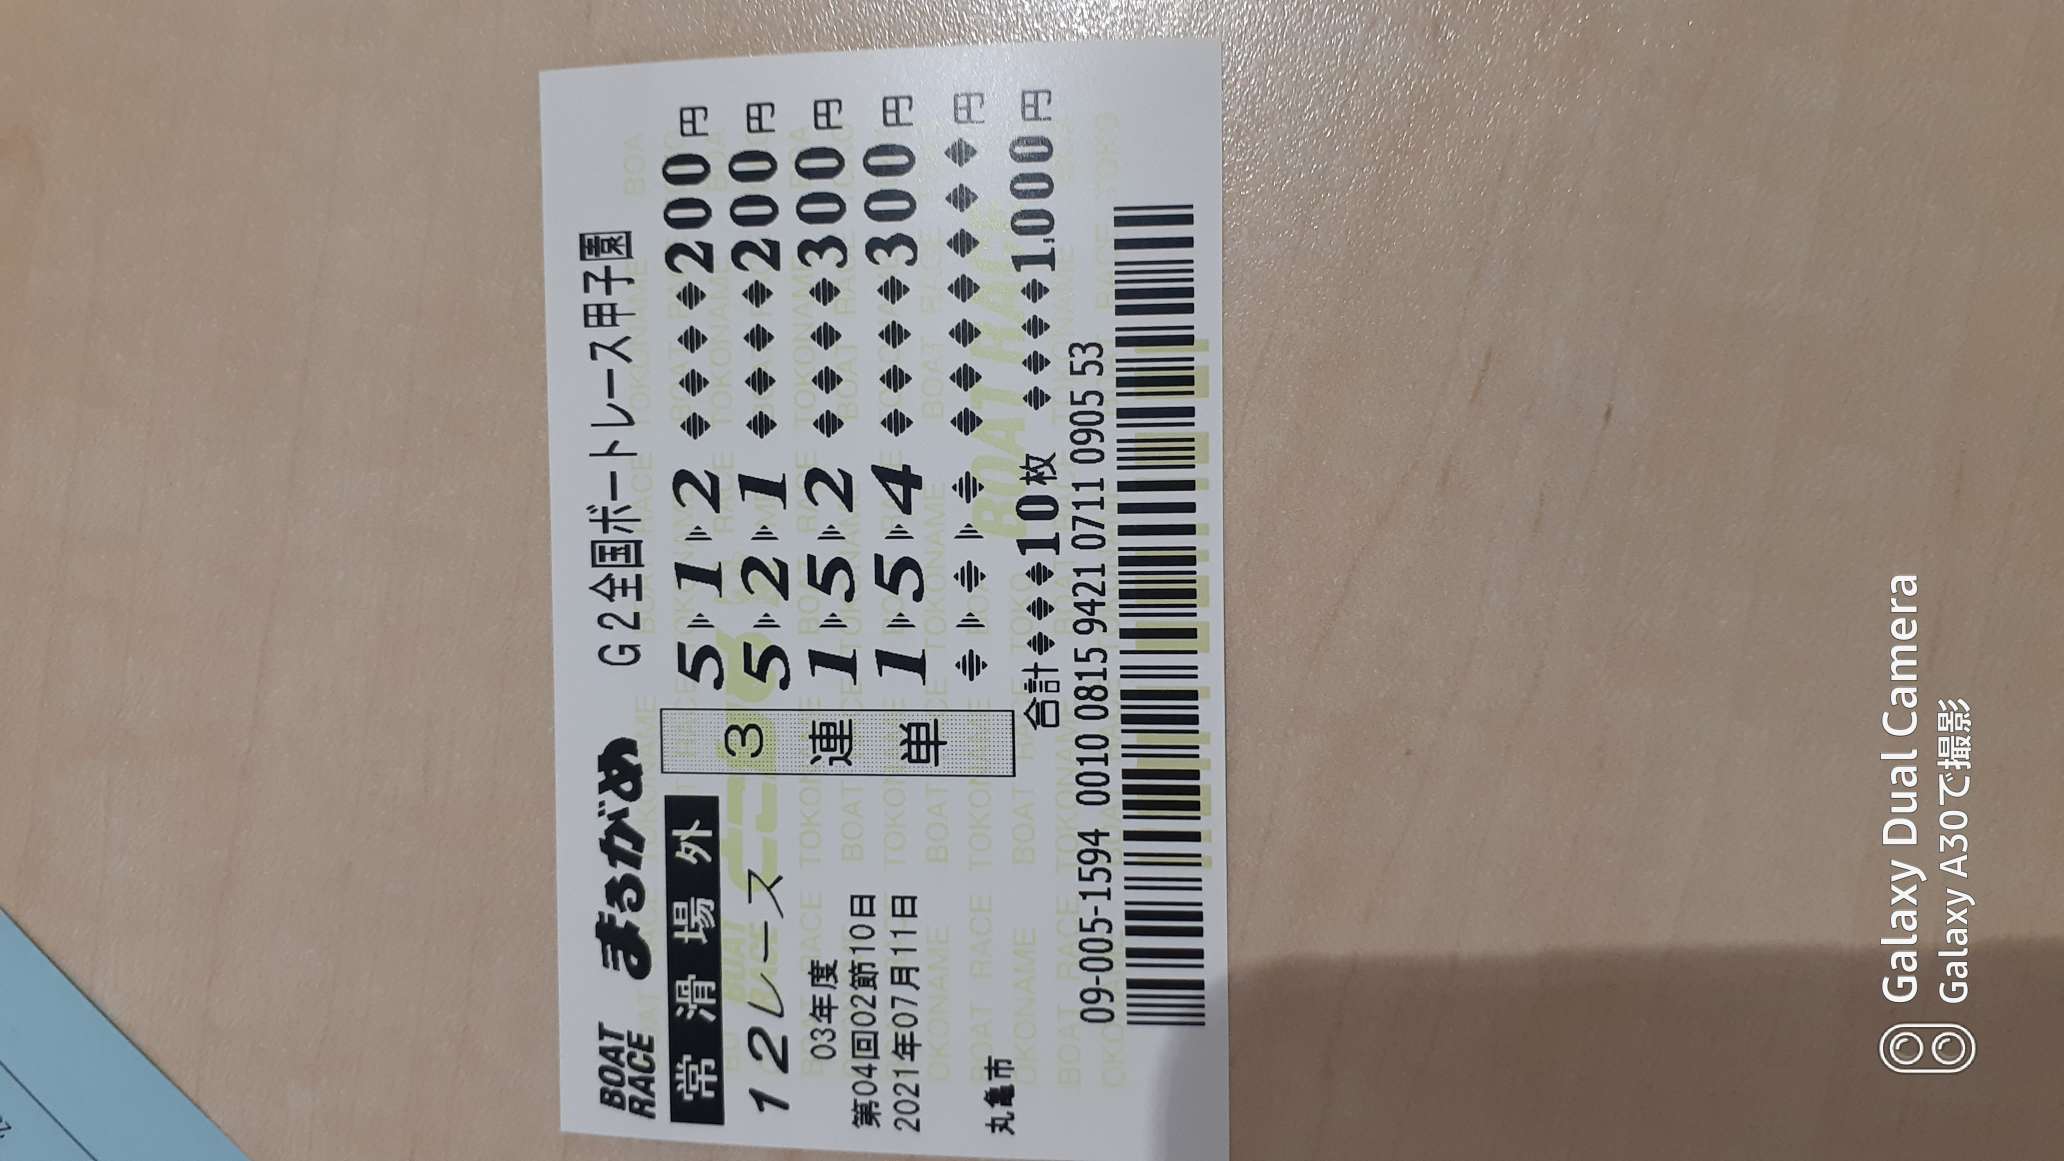 BOAT RACE まるがめ G2全国ボートレース甲子園
常滑場外
12レース
03年度
第04回02節10日
2021年07月11日
丸亀市
3連単
5 1 2 200円
5 2 1 200円
1 5 2 300円
1 5 4 300円
円
合計 10枚 1,000円
09-005-1594 0010 0815 9421 0711 0905 53
Galaxy Dual Camera
Galaxy A30で撮影